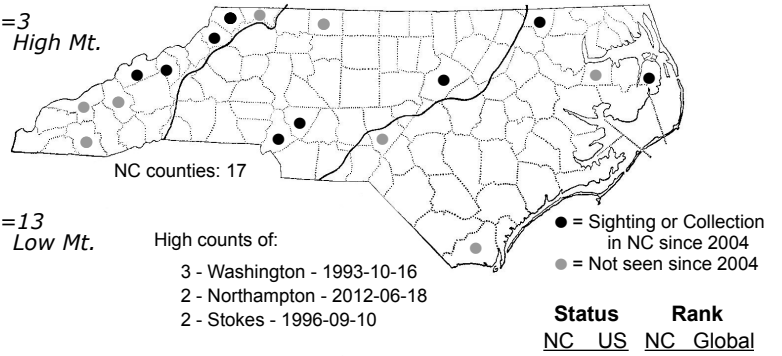 =3
High Mt.
NC counties: 17
=13
Low Mt.
High counts of:
3 - Washington - 1993-10-16
2 - Northampton - 2012-06-18
2 - Stokes - 1996-09-10
= Sighting or Collection
in NC since 2004
= Not seen since 2004
Status Rank
NC US NC Global